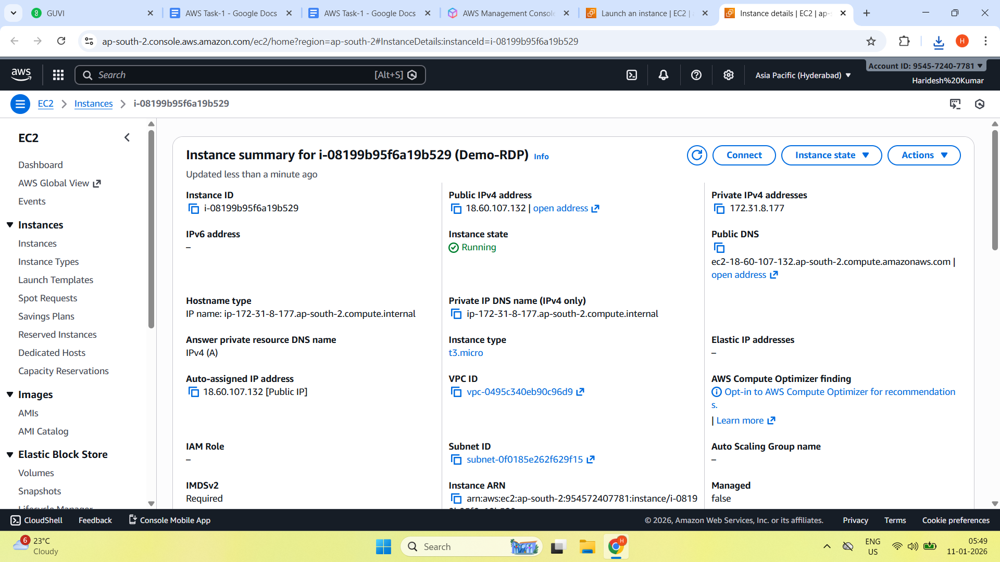 GUVI
AWS Task-1 - Google Docs
AWS Task-1 - Google Docs
AWS Management Console
Launch an instance | EC2 |
Instance details | EC2 | ap-
ap-south-2.console.aws.amazon.com/ec2/home?region=ap-south-2#InstanceDetails:instanceId=i-08199b95f6a19b529
H
aws
Search
[Alt+S]
Asia Pacific (Hyderabad)
Account ID: 9545-7240-7781
Haridesh%20Kumar
EC2
Instances
i-08199b95f6a19b529
EC2
Dashboard
AWS Global View
Events
Instances
Instances
Instance Types
Launch Templates
Spot Requests
Savings Plans
Reserved Instances
Dedicated Hosts
Capacity Reservations
Images
AMIs
AMI Catalog
Elastic Block Store
Volumes
Snapshots
Lifecycle Manager
Instance summary for i-08199b95f6a19b529 (Demo-RDP) Info
Updated less than a minute ago
Connect
Instance state
Actions
Instance ID
i-08199b95f6a19b529
Public IPv4 address
18.60.107.132 | open address
Private IPv4 addresses
172.31.8.177
IPv6 address
–
Instance state
Running
Public DNS
ec2-18-60-107-132.ap-south-2.compute.amazonaws.com |
open address
Hostname type
IP name: ip-172-31-8-177.ap-south-2.compute.internal
Private IP DNS name (IPv4 only)
ip-172-31-8-177.ap-south-2.compute.internal
Answer private resource DNS name
IPv4 (A)
Instance type
t3.micro
Elastic IP addresses
–
Auto-assigned IP address
18.60.107.132 [Public IP]
VPC ID
vpc-0495c340eb90c96d9
AWS Compute Optimizer finding
Opt-in to AWS Compute Optimizer for recommendation
s.
| Learn more
IAM Role
–
Subnet ID
subnet-0f0185e262f629f15
Auto Scaling Group name
–
IMDSv2
Required
Instance ARN
arn:aws:ec2:ap-south-2:954572407781:instance/i-0819
Managed
false
CloudShell
Feedback
Console Mobile App
© 2026, Amazon Web Services, Inc. or its affiliates.
Privacy
Terms
Cookie preferences
6
23°C
Cloudy
Search
H
ENG
US
05:49
11-01-2026